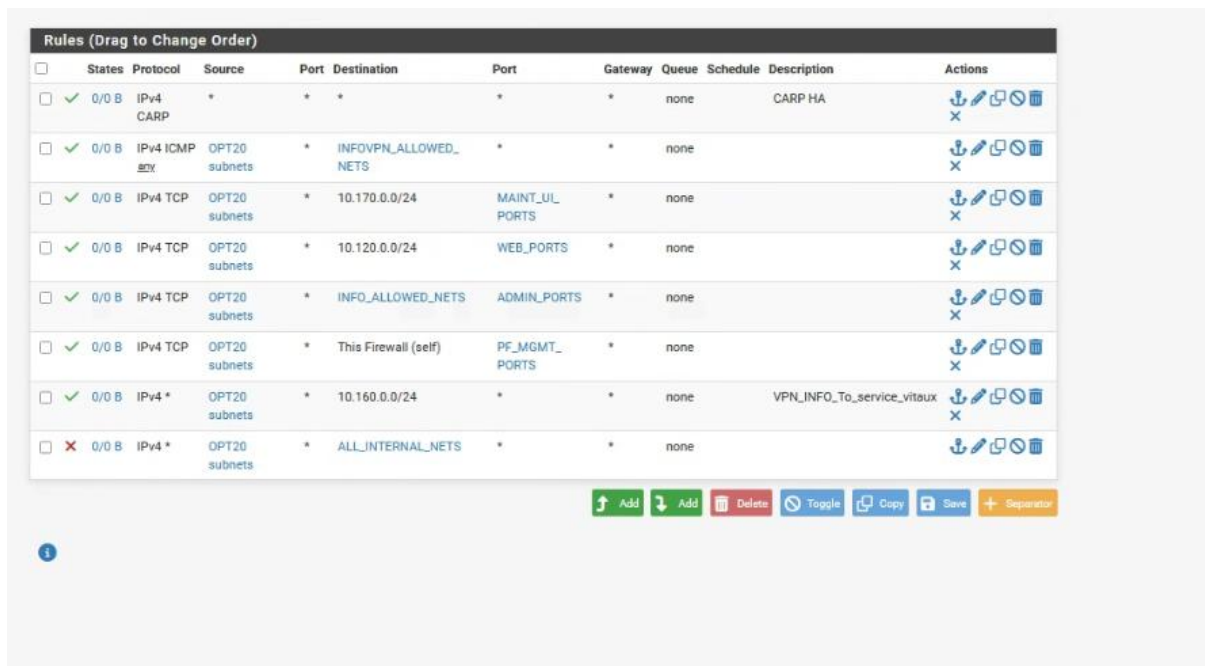 Rules (Drag to Change Order)
States Protocol Source Port Destination Port Gateway Queue Schedule Description Actions
0/0 B IPv4 CARP * * * * * none CARP HA
0/0 B IPv4 ICMP any OPT20 subnets * INFOVPN_ALLOWED_NETS * * none
0/0 B IPv4 TCP OPT20 subnets * 10.170.0.0/24 MAINT_UI_PORTS * none
0/0 B IPv4 TCP OPT20 subnets * 10.120.0.0/24 WEB_PORTS * none
0/0 B IPv4 TCP OPT20 subnets * INFO_ALLOWED_NETS ADMIN_PORTS * none
0/0 B IPv4 TCP OPT20 subnets * This Firewall (self) PF_MGMT_PORTS * none
0/0 B IPv4 * OPT20 subnets * 10.160.0.0/24 * * none VPN_INFO_To_service_vitaux
0/0 B IPv4 * OPT20 subnets * ALL_INTERNAL_NETS * * none
Add Add Delete Toggle Copy Save Separator